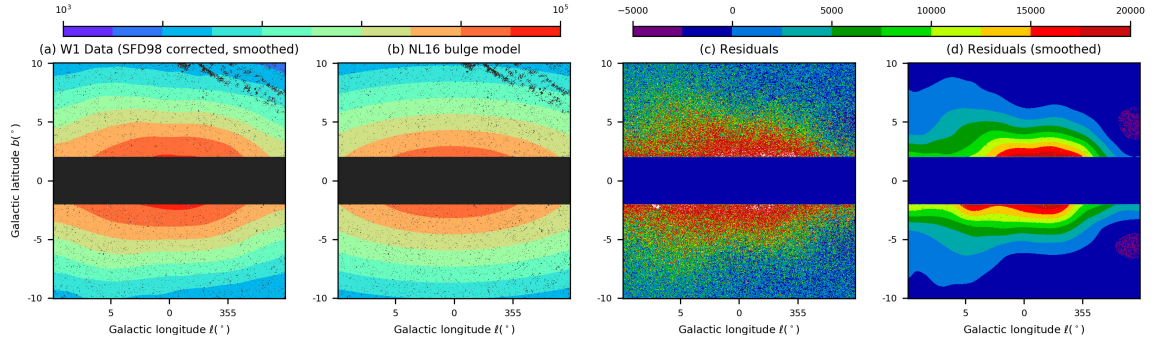 10³ 10⁵
−5000 0 5000 10000 15000 20000
(a) W1 Data (SFD98 corrected, smoothed)
(b) NL16 bulge model
(c) Residuals
(d) Residuals (smoothed)
Galactic latitude b(°)
10
5
0
-5
-10
10
5
0
-5
-10
10
5
0
-5
-10
10
5
0
-5
-10
5 0 355
5 0 355
5 0 355
5 0 355
Galactic longitude ℓ(°)
Galactic longitude ℓ(°)
Galactic longitude ℓ(°)
Galactic longitude ℓ(°)